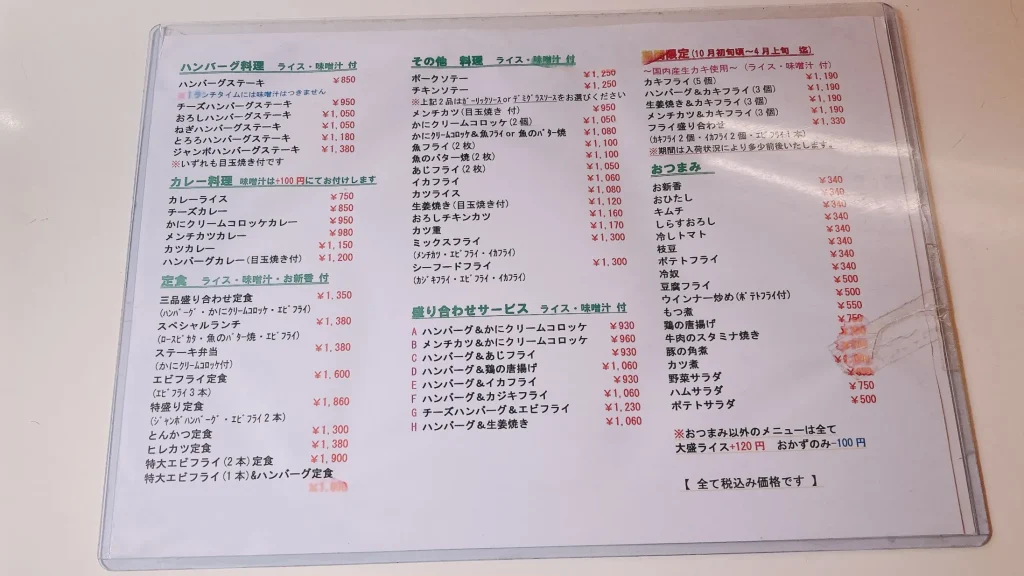 ハンバーグ料理 ライス・味噌汁 付
ハンバーグステーキ ¥850
ランチタイムには味噌汁はつきません
チーズハンバーグステーキ ¥950
おろしハンバーグステーキ ¥1,050
ねぎハンバーグステーキ ¥1,050
とろろハンバーグステーキ ¥1,180
ジャンボハンバーグステーキ ¥1,380
※いずれも目玉焼き付です
カレー料理 味噌汁は+100円にてお付けします
カレーライス ¥750
チーズカレー ¥850
かにクリームコロッケカレー ¥950
メンチカツカレー ¥980
カツカレー ¥1,150
ハンバーグカレー(目玉焼き付) ¥1,200
定食 ライス・味噌汁・お新香 付
三品盛り合わせ定食 ¥1,350
(ハンバーグ・かにクリームコロッケ・エビフライ)
スペシャルランチ ¥1,380
(ロースピカタ・魚のバター焼・エビフライ)
ステーキ弁当 ¥1,380
(かにクリームコロッケ付)
エビフライ定食 ¥1,600
(エビフライ3本)
特盛り定食 ¥1,860
(ジャンボハンバーグ・エビフライ2本)
とんかつ定食 ¥1,300
ヒレカツ定食 ¥1,380
特大エビフライ(2本)定食 ¥1,900
特大エビフライ(1本)&ハンバーグ定食
その他 料理 ライス・味噌汁 付
ポークソテー ¥1,250
チキンソテー ¥1,250
※上記2品はガーリックソースorデミグラスソースをお選びください
メンチカツ(目玉焼き 付) ¥950
かにクリームコロッケ(2個) ¥1,050
かにクリームコロッケ&魚フライor魚のバター焼 ¥1,080
魚フライ(2枚) ¥1,100
魚のバター焼(2枚) ¥1,100
あじフライ(2枚) ¥1,050
イカフライ ¥1,060
カツライス ¥1,080
生姜焼き(目玉焼き付) ¥1,120
おろしチキンカツ ¥1,160
カツ重 ¥1,170
ミックスフライ ¥1,300
(メンチカツ・エビフライ・イカフライ)
シーフードフライ ¥1,300
(カジキフライ・エビフライ・イカフライ)
盛り合わせサービス ライス・味噌汁 付
A ハンバーグ&かにクリームコロッケ ¥930
B メンチカツ&かにクリームコロッケ ¥960
C ハンバーグ&あじフライ ¥930
D ハンバーグ&鶏の唐揚げ ¥1,060
E ハンバーグ&イカフライ ¥930
F ハンバーグ&カジキフライ ¥1,060
G チーズハンバーグ&エビフライ ¥1,230
H ハンバーグ&生姜焼き ¥1,060
限定(10月初旬頃~4月上旬 迄)
~国内産生カキ使用~(ライス・味噌汁 付)
カキフライ(5個) ¥1,190
ハンバーグ&カキフライ(3個) ¥1,190
生姜焼き&カキフライ(3個) ¥1,190
メンチカツ&カキフライ(3個) ¥1,190
フライ盛り合わせ ¥1,330
(カキフライ2個・イカフライ2個・エビフライ1本)
※期間は入荷状況により多少前後いたします。
おつまみ
お新香 ¥340
おひたし ¥340
キムチ ¥340
しらすおろし ¥340
冷しトマト ¥340
枝豆 ¥340
ポテトフライ ¥340
冷奴 ¥340
豆腐フライ ¥500
ウインナー炒め(ポテトフライ付) ¥500
もつ煮 ¥550
鶏の唐揚げ
牛肉のスタミナ焼き
豚の角煮
カツ煮
野菜サラダ
ハムサラダ ¥750
ポテトサラダ ¥500
※おつまみ以外のメニューは全て
大盛ライス+120円 おかずのみ-100円
【 全て税込み価格です 】